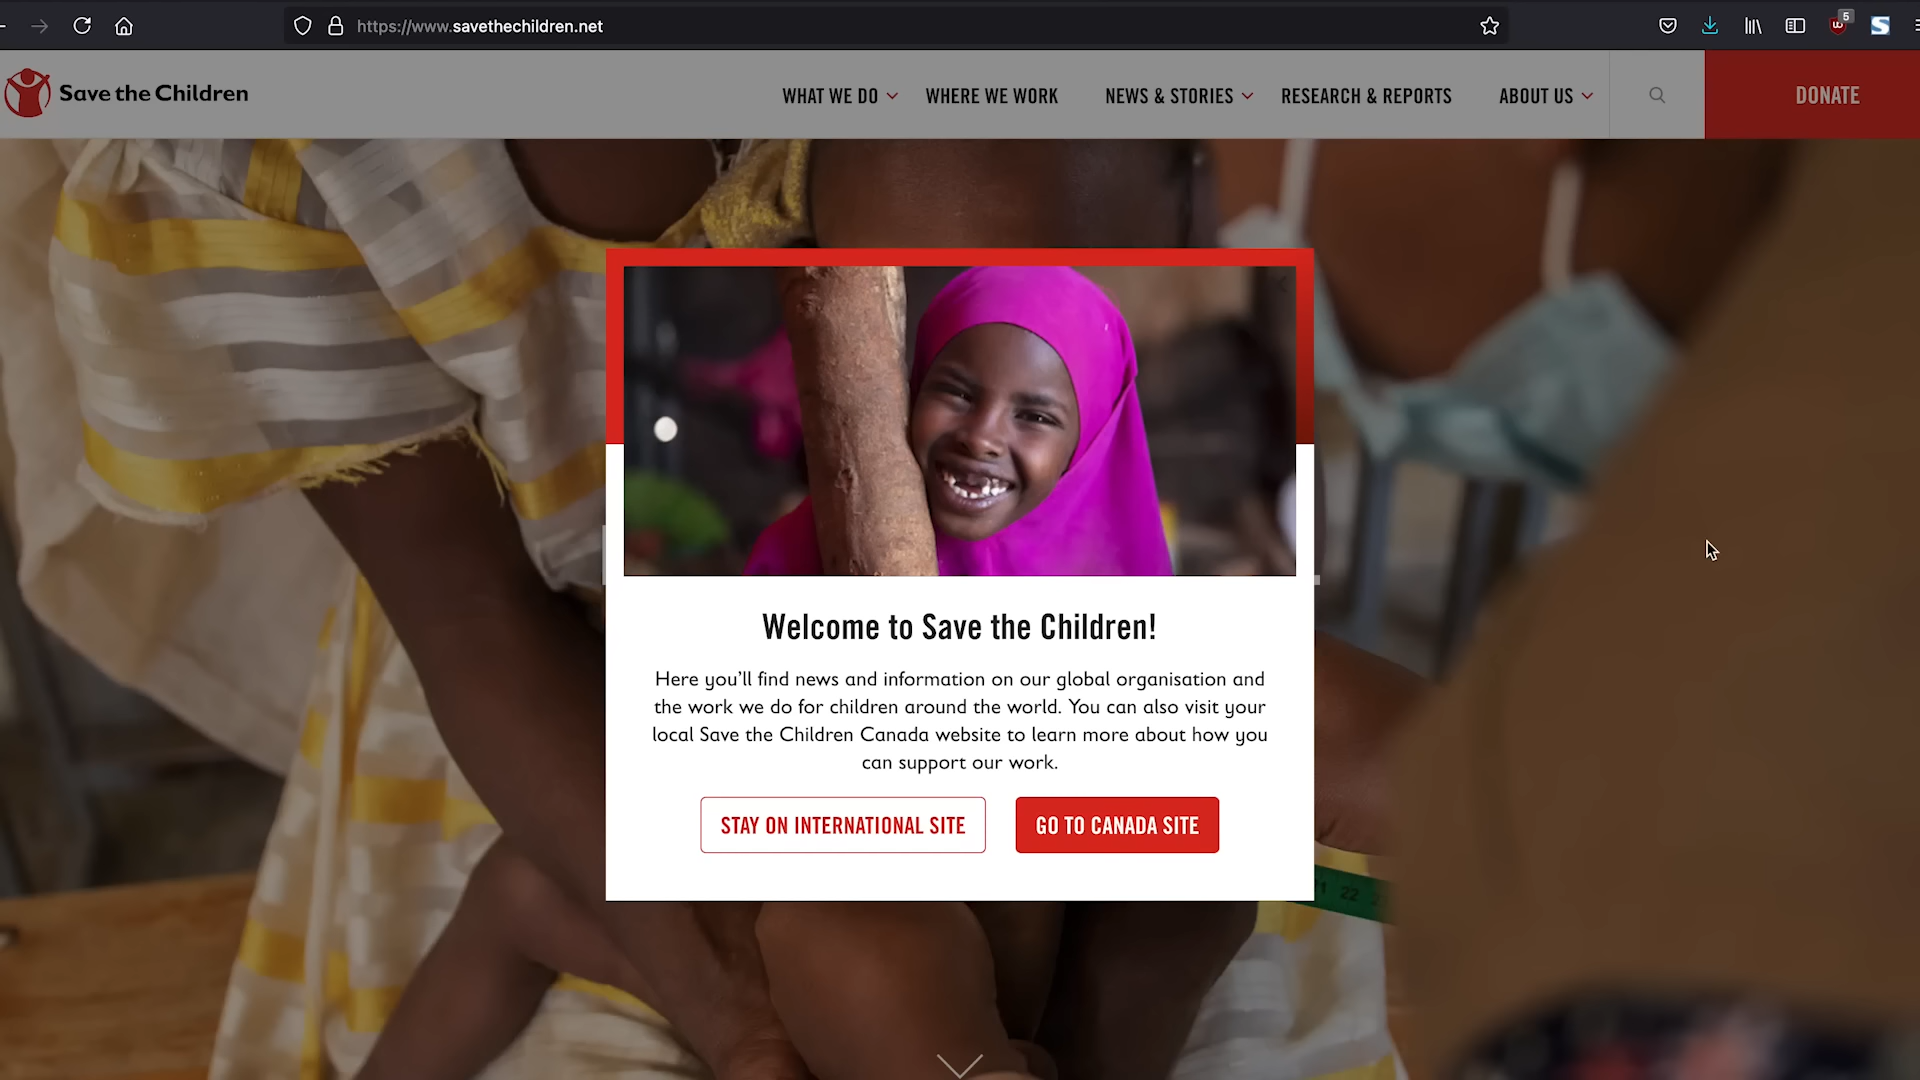 https://www.savethechildren.net
5
Save the Children
WHAT WE DO
WHERE WE WORK
NEWS & STORIES
RESEARCH & REPORTS
ABOUT US
DONATE
Welcome to Save the Children!
Here you'll find news and information on our global organisation and
the work we do for children around the world. You can also visit your
local Save the Children Canada website to learn more about how you
can support our work.
STAY ON INTERNATIONAL SITE
GO TO CANADA SITE
22